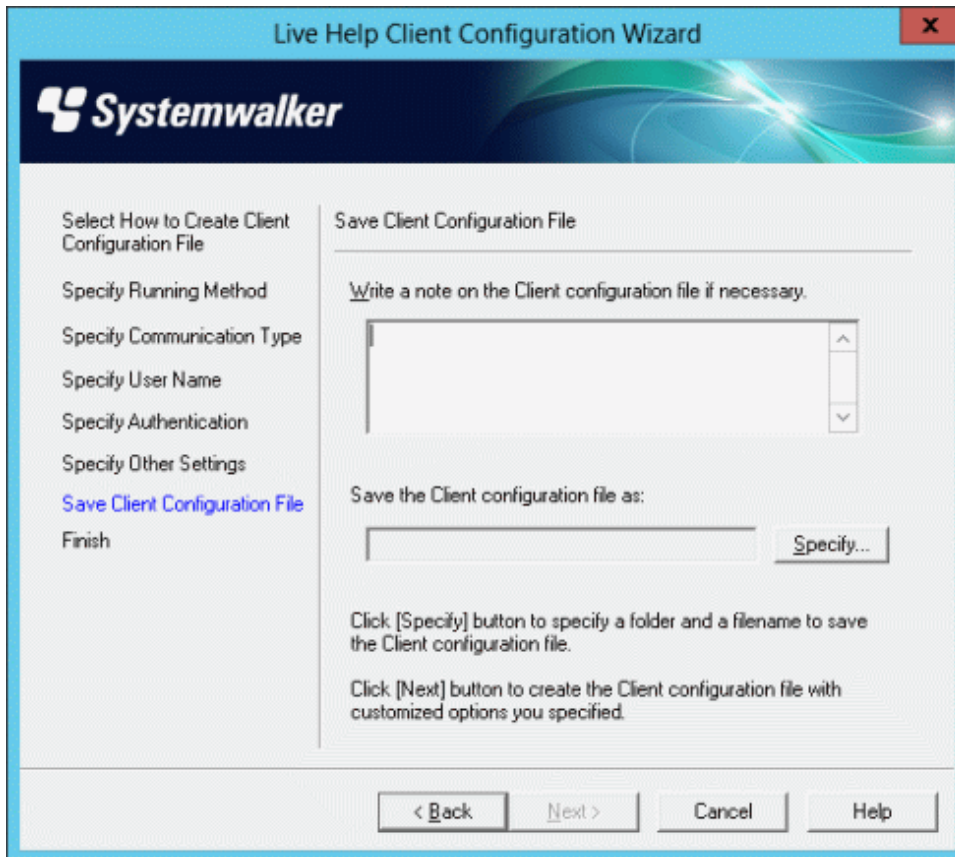 Live Help Client Configuration Wizard
x
Systemwalker
Select How to Create Client
Configuration File
Specify Running Method
Specify Communication Type
Specify User Name
Specify Authentication
Specify Other Settings
Save Client Configuration File
Finish
Save Client Configuration File
Write a note on the Client configuration file if necessary.
Save the Client configuration file as:
Specify...
Click [Specify] button to specify a folder and a filename to save
the Client configuration file.
Click [Next] button to create the Client configuration file with
customized options you specified.
< Back
Next >
Cancel
Help